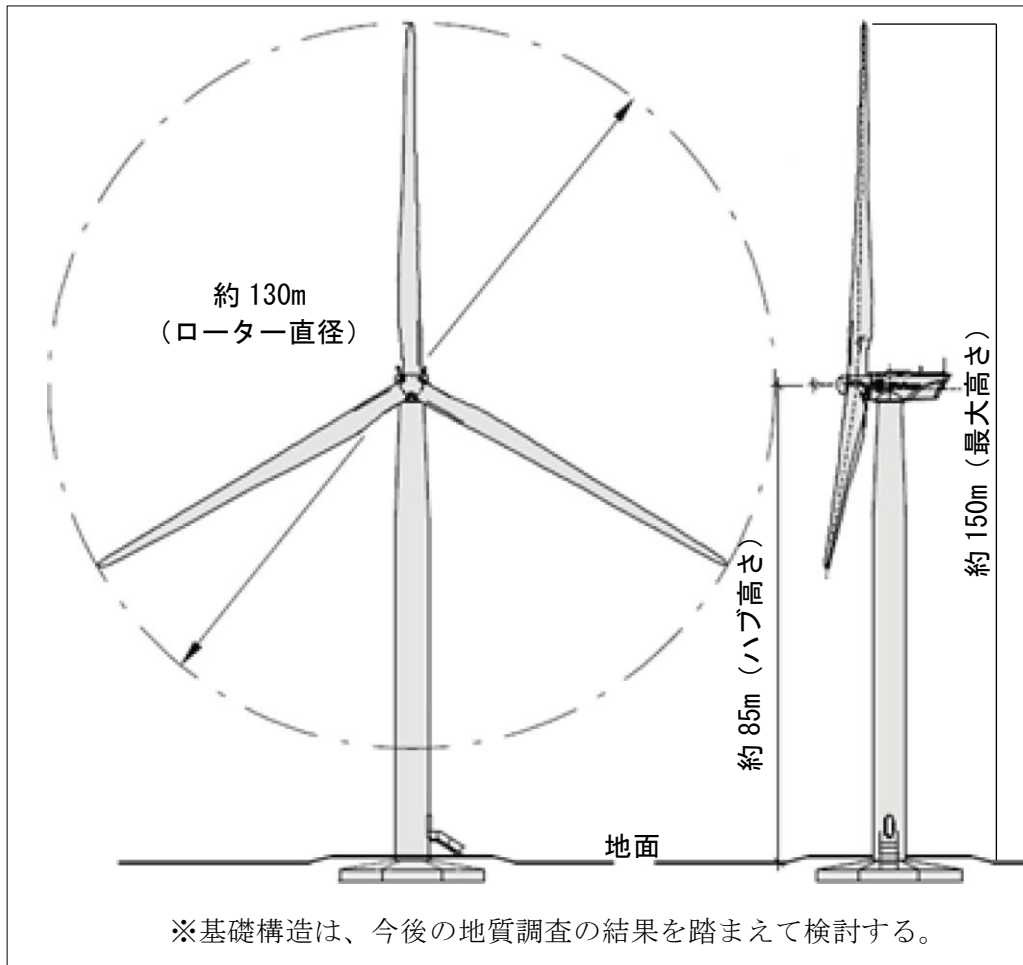 約 130m
（ローター直径）
約 85m（ハブ高さ）
約 150m（最大高さ）
地面
※基礎構造は、今後の地質調査の結果を踏まえて検討する。